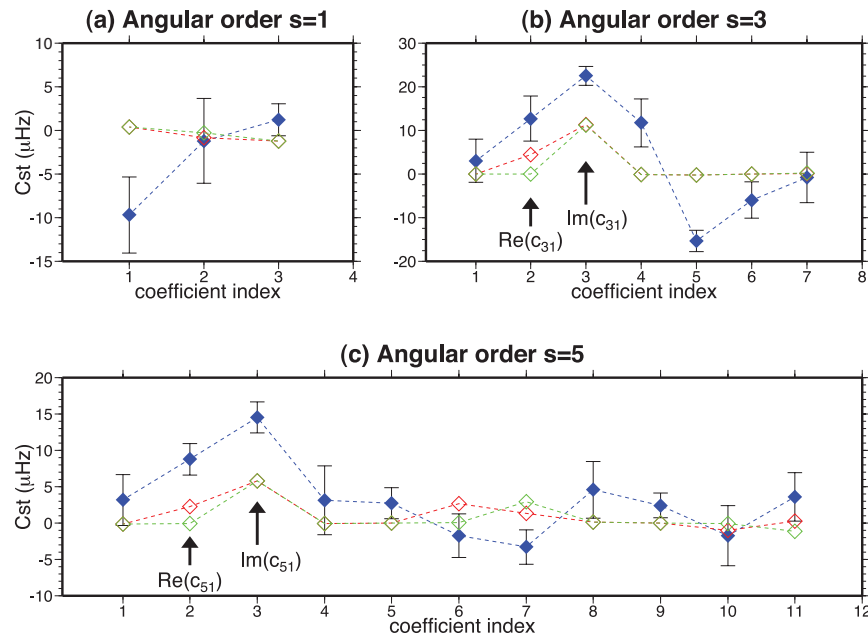 (a) Angular order s=1
(b) Angular order s=3
Cst (μHz)
10
5
0
-5
-10
-15
1 2 3 4
coefficient index
30
20
10
0
-10
-20
Re(c31)
Im(c31)
1 2 3 4 5 6 7 8
coefficient index
(c) Angular order s=5
Cst (μHz)
20
15
10
5
0
-5
-10
Re(c51)
Im(c51)
1 2 3 4 5 6 7 8 9 10 11 12
coefficient index